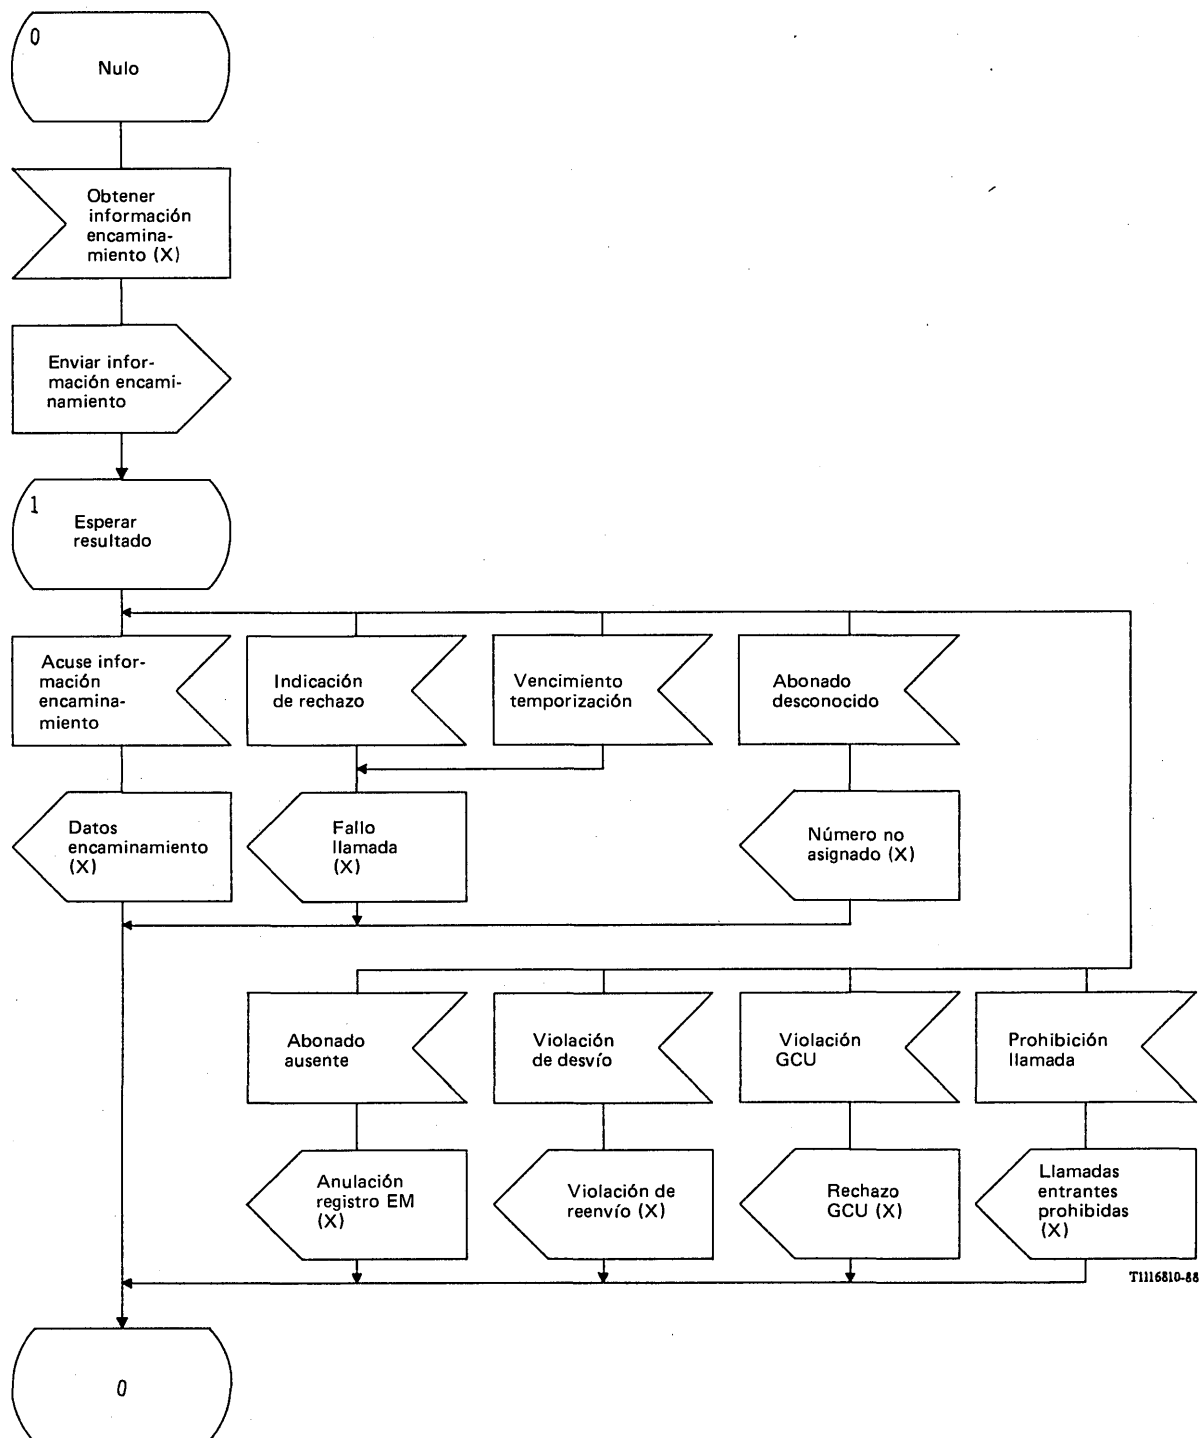 0
Nulo
Obtener
información
encamina-
miento (X)
Enviar infor-
mación encami-
namiento
1
Esperar
resultado
Acuse infor-
mación
encamina-
miento
Indicación
de rechazo
Vencimiento
temporización
Abonado
desconocido
Datos
encaminamiento
(X)
Fallo
llamada
(X)
Número no
asignado (X)
Abonado
ausente
Violación
de desvío
Violación
GCU
Prohibición
llamada
Anulación
registro EM
(X)
Violación de
reenvío (X)
Rechazo
GCU (X)
Llamadas
entrantes
prohibidas
(X)
T1116810-88
0